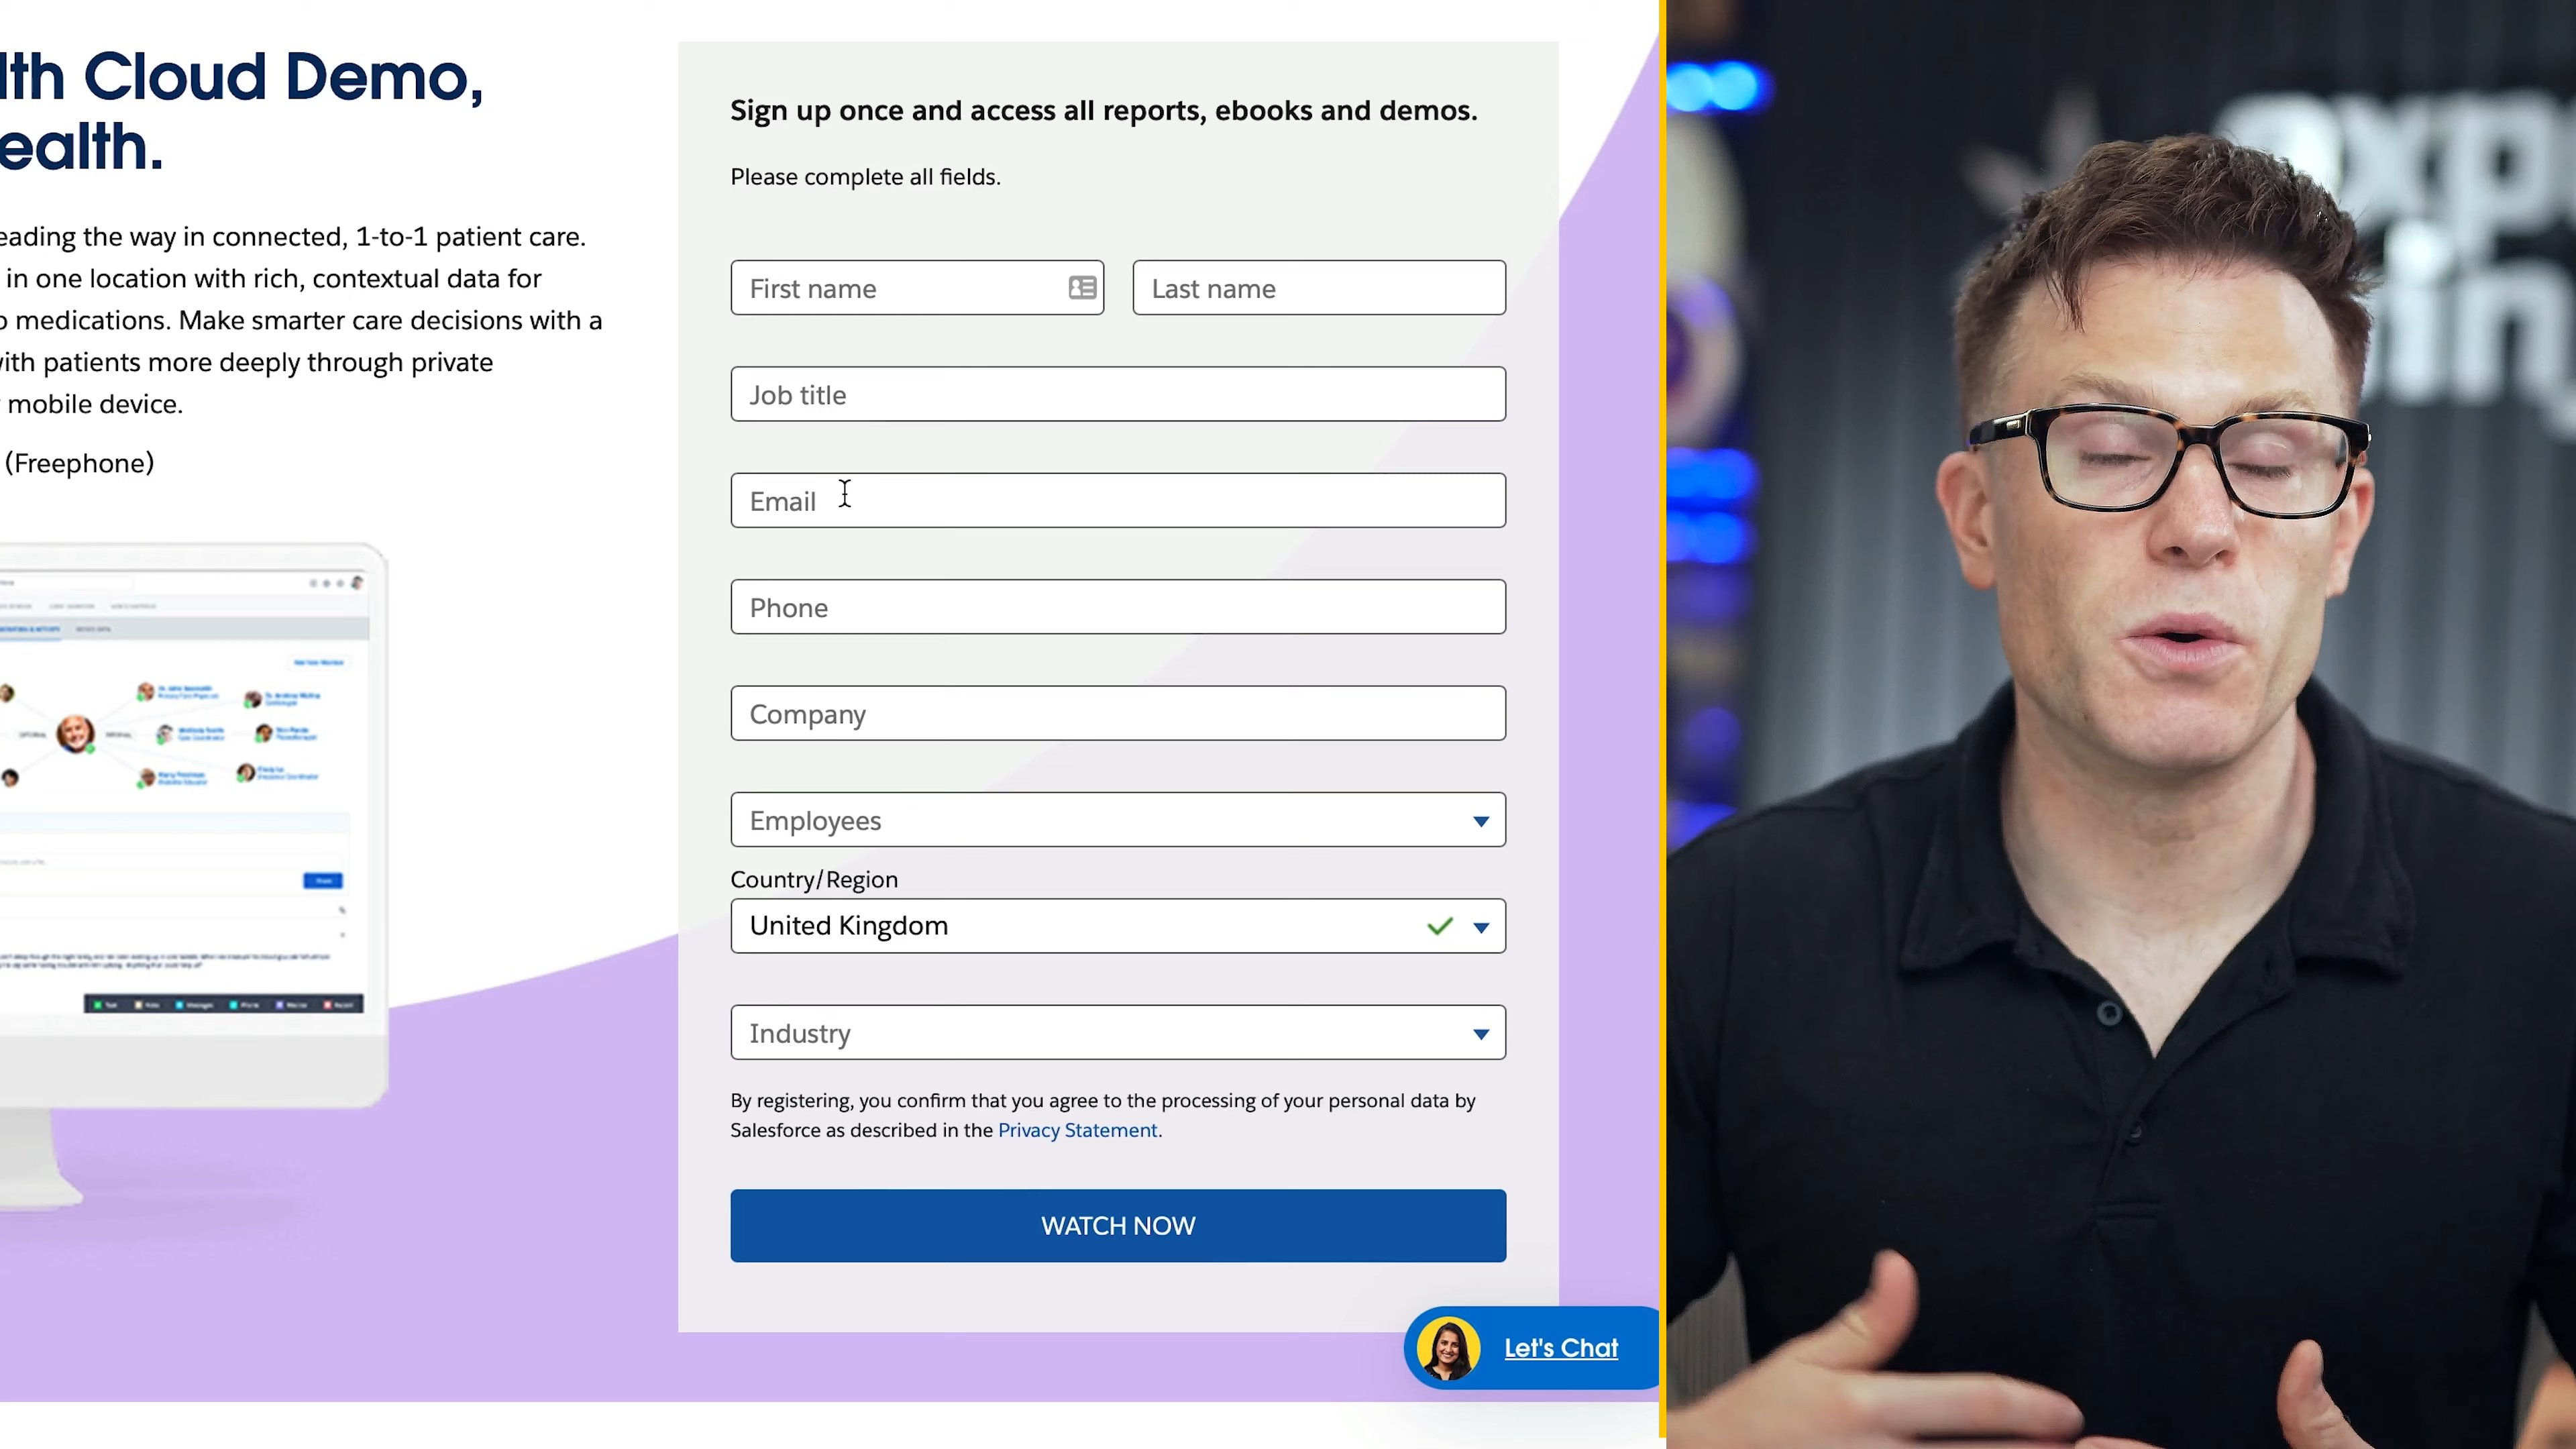 lth Cloud Demo,
ealth.
eading the way in connected, 1-to-1 patient care.
in one location with rich, contextual data for
o medications. Make smarter care decisions with a
with patients more deeply through private
mobile device.
(Freephone)
Sign up once and access all reports, ebooks and demos.
Please complete all fields.
First name
Last name
Job title
Email
Phone
Company
Employees
Country/Region
United Kingdom
Industry
By registering, you confirm that you agree to the processing of your personal data by
Salesforce as described in the Privacy Statement.
WATCH NOW
Let's Chat
exp
in